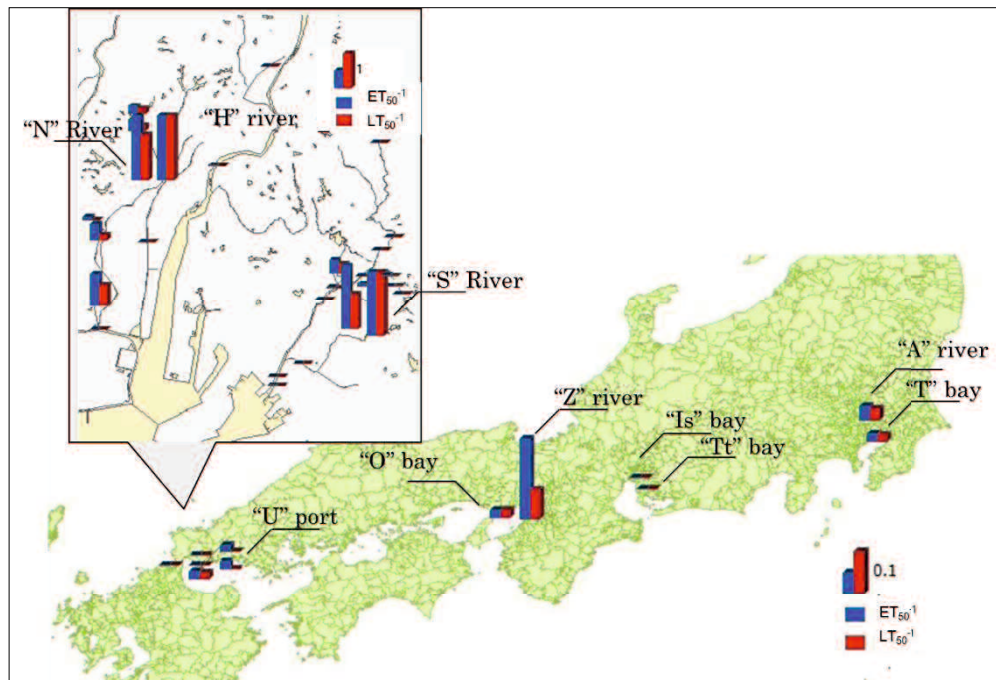 1
ET50-1
LT50-1
"H" river
"N" River
"S" River
"A" river
"T" bay
"Z" river
"Is" bay
"Tt" bay
"O" bay
"U" port
0.1
ET50-1
LT50-1